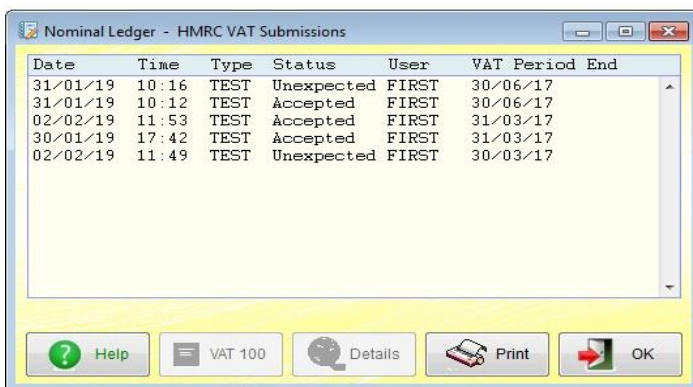 Nominal Ledger - HMRC VAT Submissions
Date Time Type Status User VAT Period End
31/01/19 10:16 TEST Unexpected FIRST 30/06/17
31/01/19 10:12 TEST Accepted FIRST 30/06/17
02/02/19 11:53 TEST Accepted FIRST 31/03/17
30/01/19 17:42 TEST Accepted FIRST 31/03/17
02/02/19 11:49 TEST Unexpected FIRST 30/03/17
Help VAT 100 Details Print OK